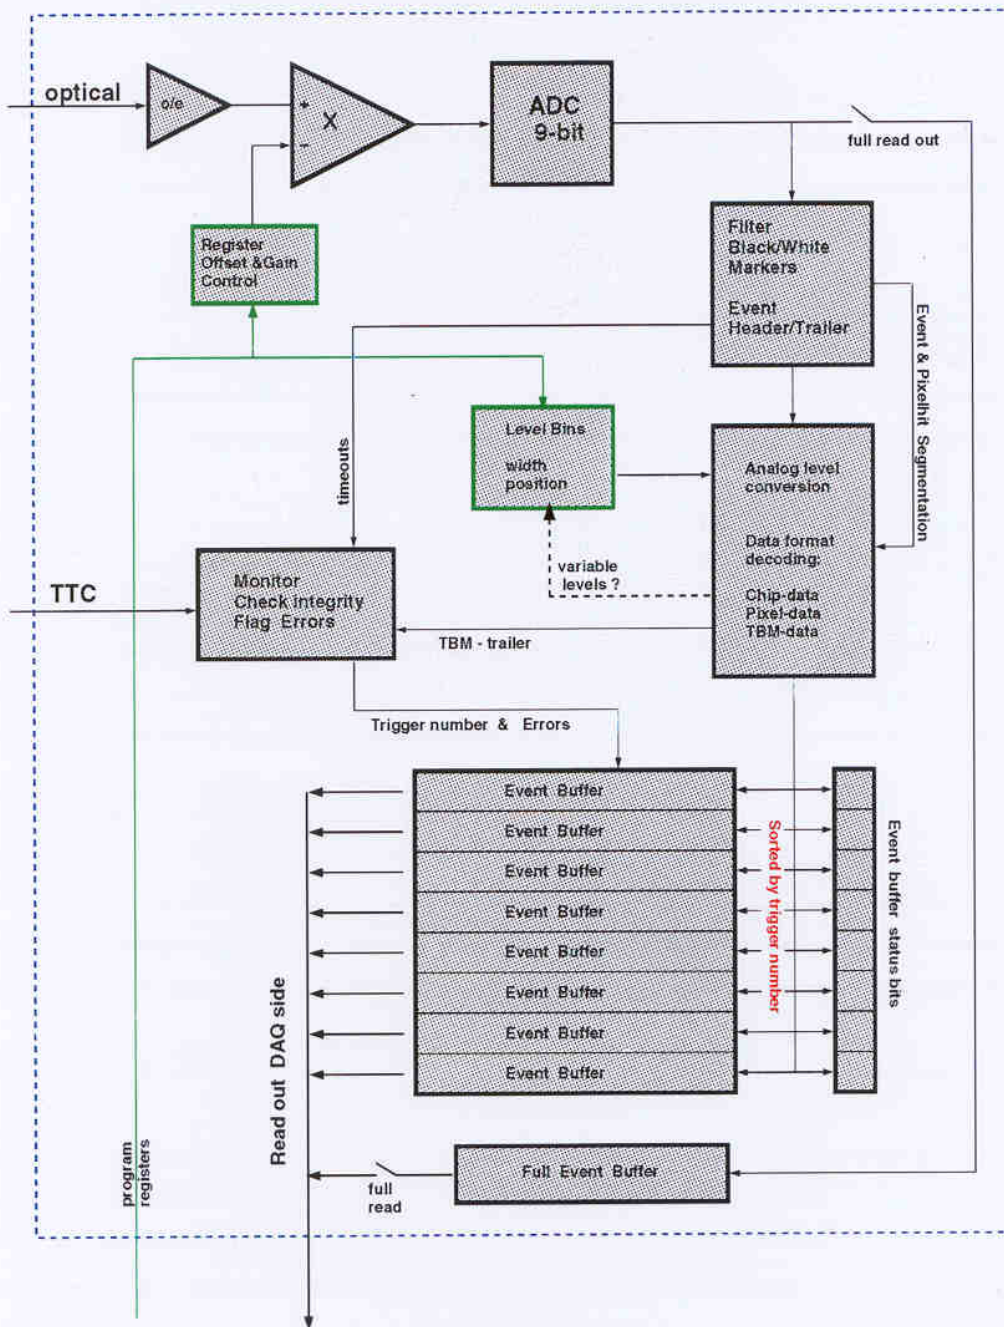 optical
o/e
+
X
−
ADC
9-bit
full read out
Register
Offset &Gain
Control
Filter
Black/White
Markers
Event
Header/Trailer
Event & Pixelhit Segmentation
timeouts
Level Bins
width
position
Analog level
conversion
Data format
decoding:
Chip-data
Pixel-data
TBM-data
variable
levels ?
TTC
Monitor
Check integrity
Flag Errors
TBM - trailer
Trigger number & Errors
Event Buffer
Event Buffer
Event Buffer
Event Buffer
Event Buffer
Event Buffer
Event Buffer
Event Buffer
Sorted by trigger number
Event buffer status bits
Read out DAQ side
program
registers
full
read
Full Event Buffer